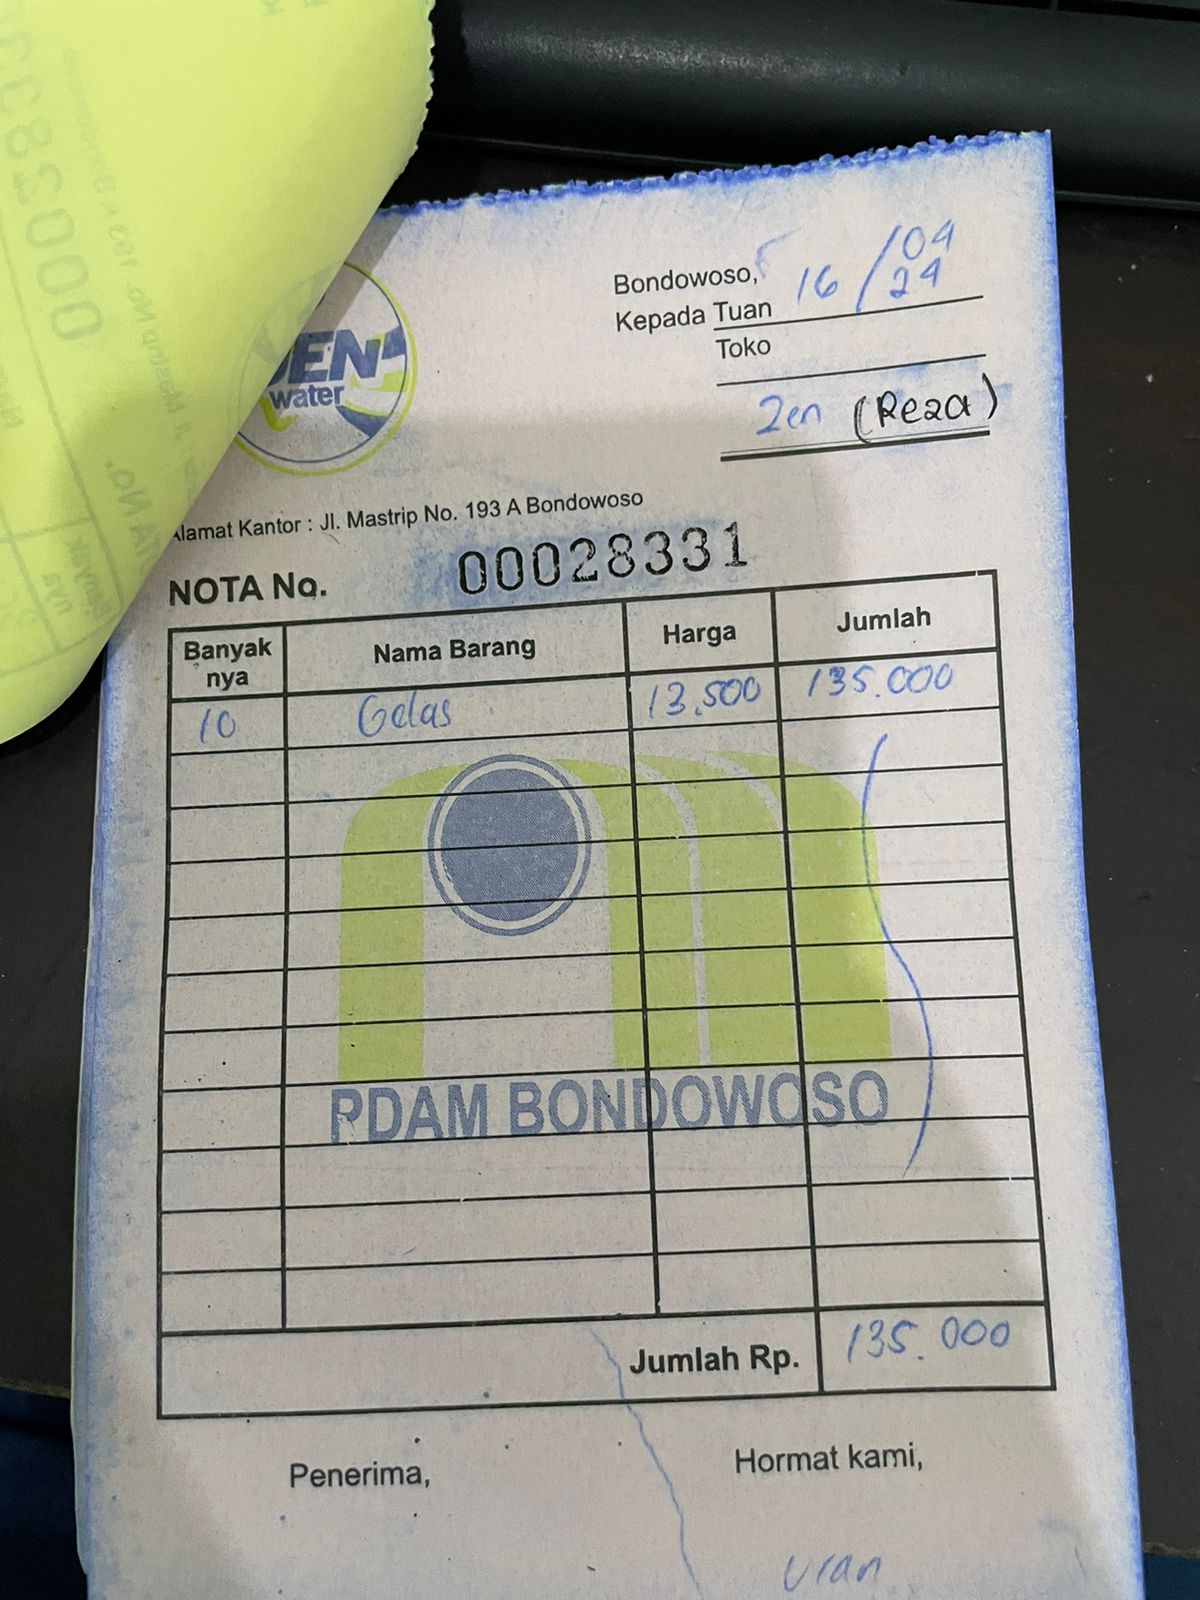 Bondowoso, 16/04
24
Kepada Tuan
Toko
Zen (Reza)
water
Alamat Kantor : Jl. Mastrip No. 193 A Bondowoso
NOTA No. 00028331
Banyak nya Nama Barang Harga Jumlah
10 Gelas 13.500 135.000
PDAM BONDOWOSO
Jumlah Rp. 135.000
Penerima, Hormat kami,